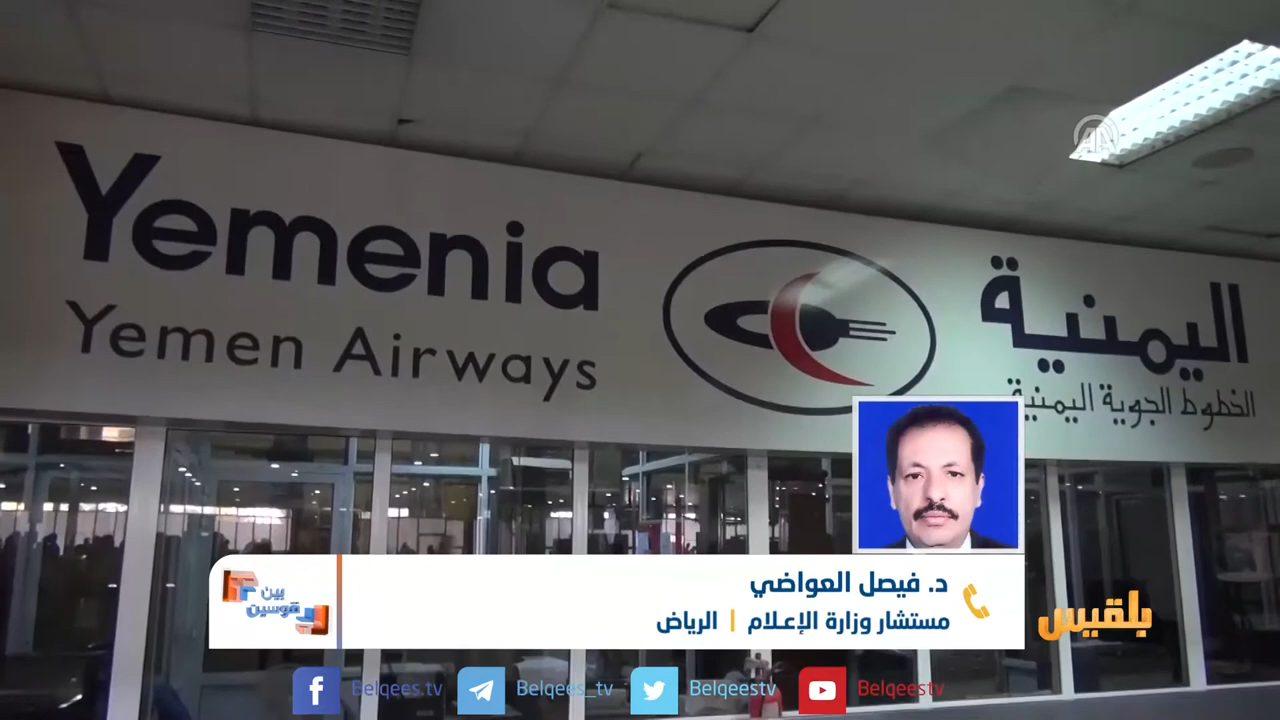 Yemenia
Yemen Airways
اليمنية
الخطوط الجوية اليمنية
AA
د. فيصل العواضي
مستشار وزارة الإعلام | الرياض
بين
قوسين
بلقيس
Belqees.tv
Belqees_tv
Belqeestv
Belqeestv